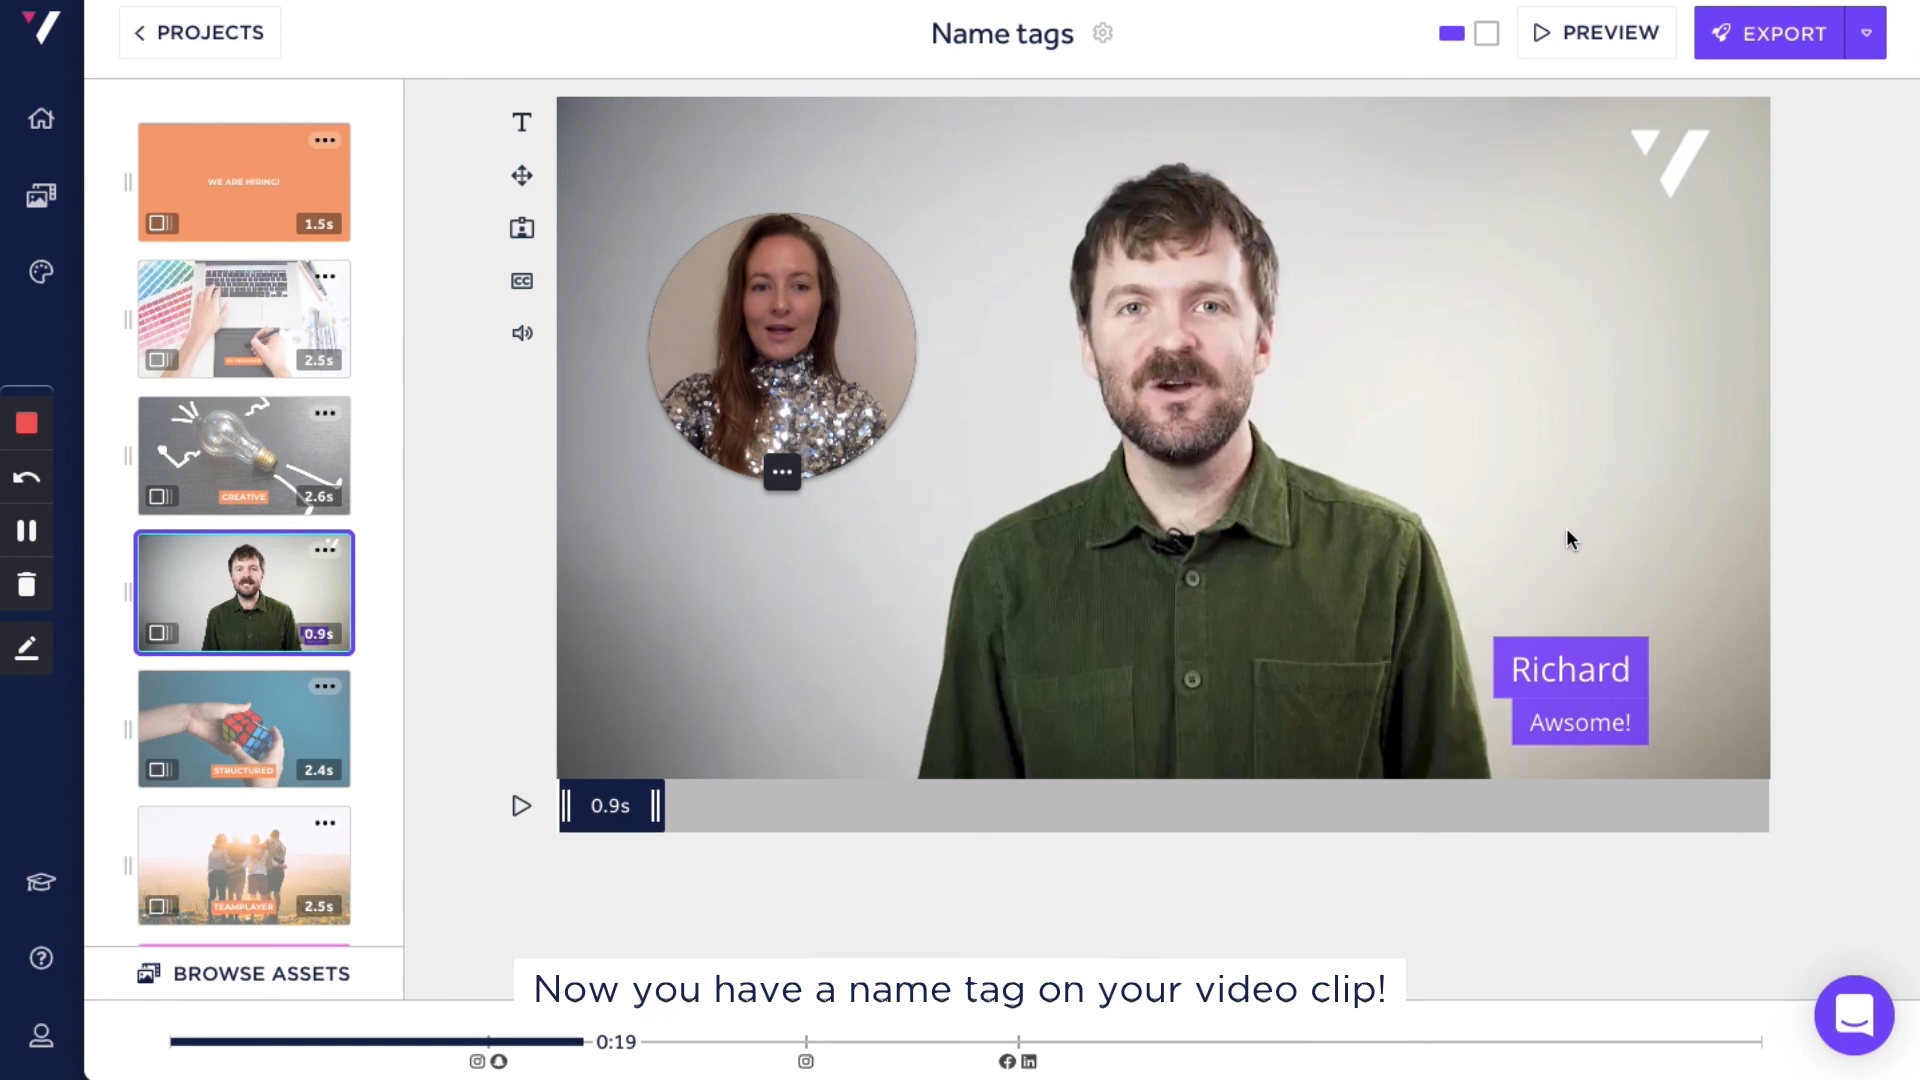 PROJECTS
Name tags
PREVIEW
EXPORT
WE ARE HIRING!
1.5s
2.5s
CREATIVE
2.6s
0.9s
STRUCTURED
2.4s
TEAMPLAYER
2.5s
CC
Richard
Awsome!
0.9s
BROWSE ASSETS
Now you have a name tag on your video clip!
0:19